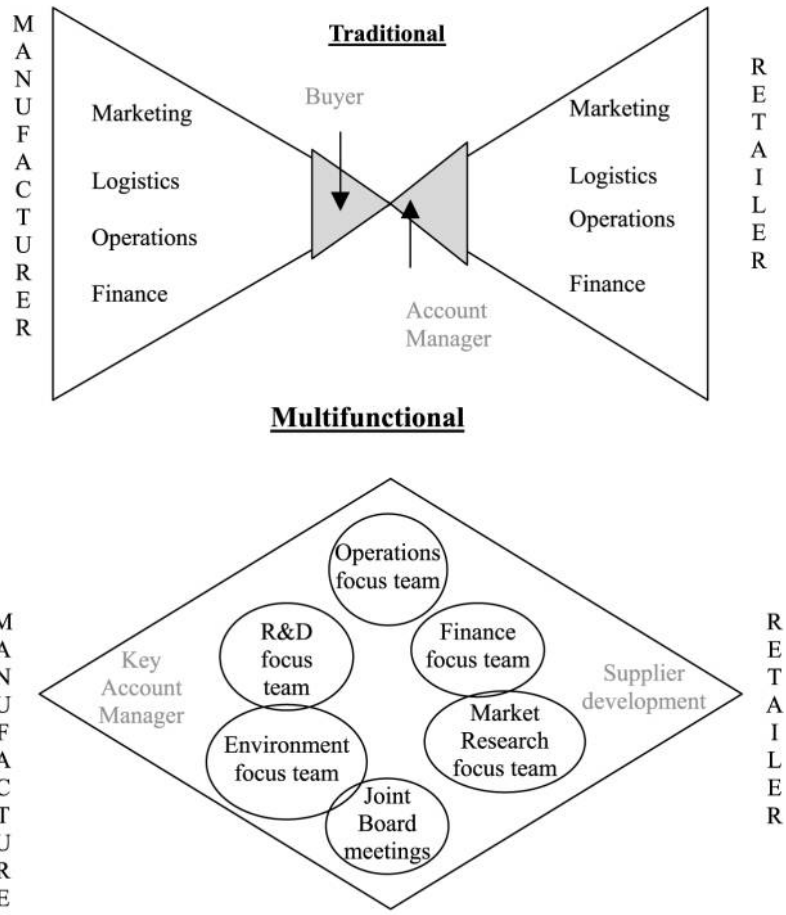 MANUFACTURER
Traditional
RETAILER
Buyer
Marketing
Logistics
Operations
Finance
Marketing
Logistics
Operations
Finance
Account
Manager
Multifunctional
MANUFACTURE
RETAILER
Operations
focus team
R&D
focus
team
Finance
focus team
Key
Account
Manager
Supplier
development
Environment
focus team
Market
Research
focus team
Joint
Board
meetings